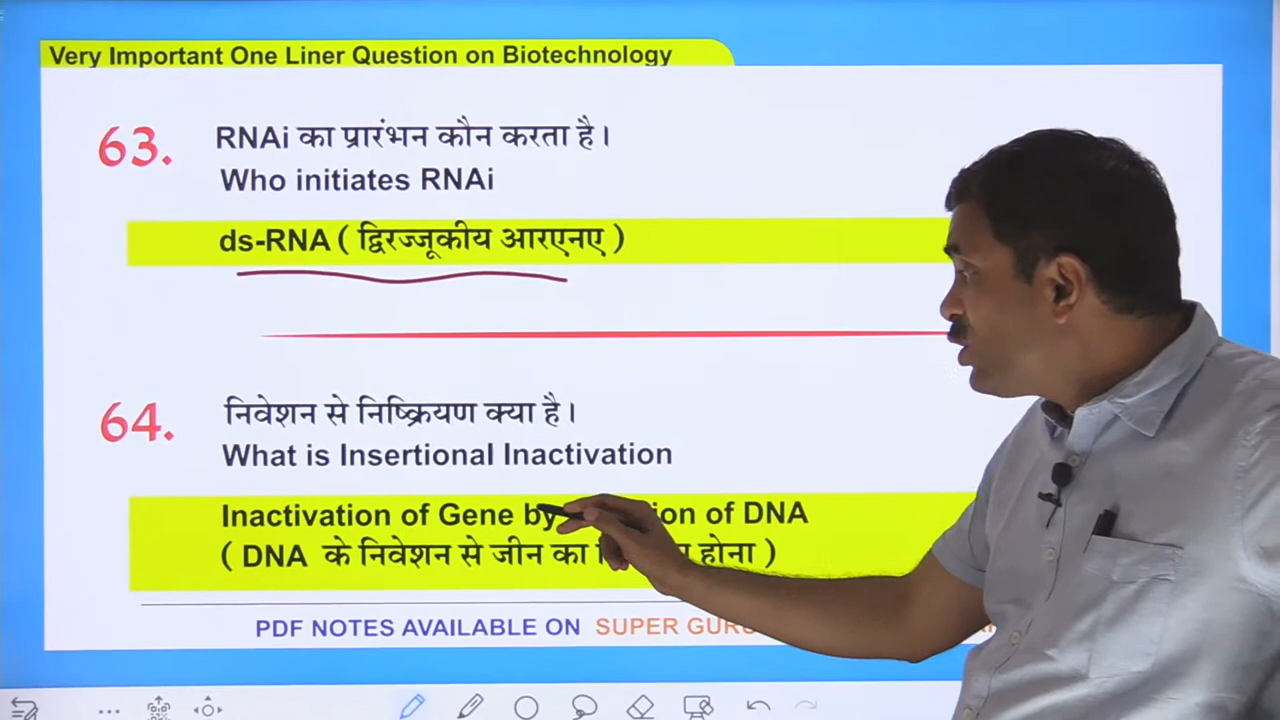 Very Important One Liner Question on Biotechnology
63. RNAi का प्रारंभन कौन करता है।
Who initiates RNAi
ds-RNA ( द्विरज्जूकीय आरएनए )
64. निवेशन से निष्क्रियण क्या है।
What is Insertional Inactivation
Inactivation of Gene by of DNA
( DNA के निवेशन से जीन का होना )
PDF NOTES AVAILABLE ON SUPER